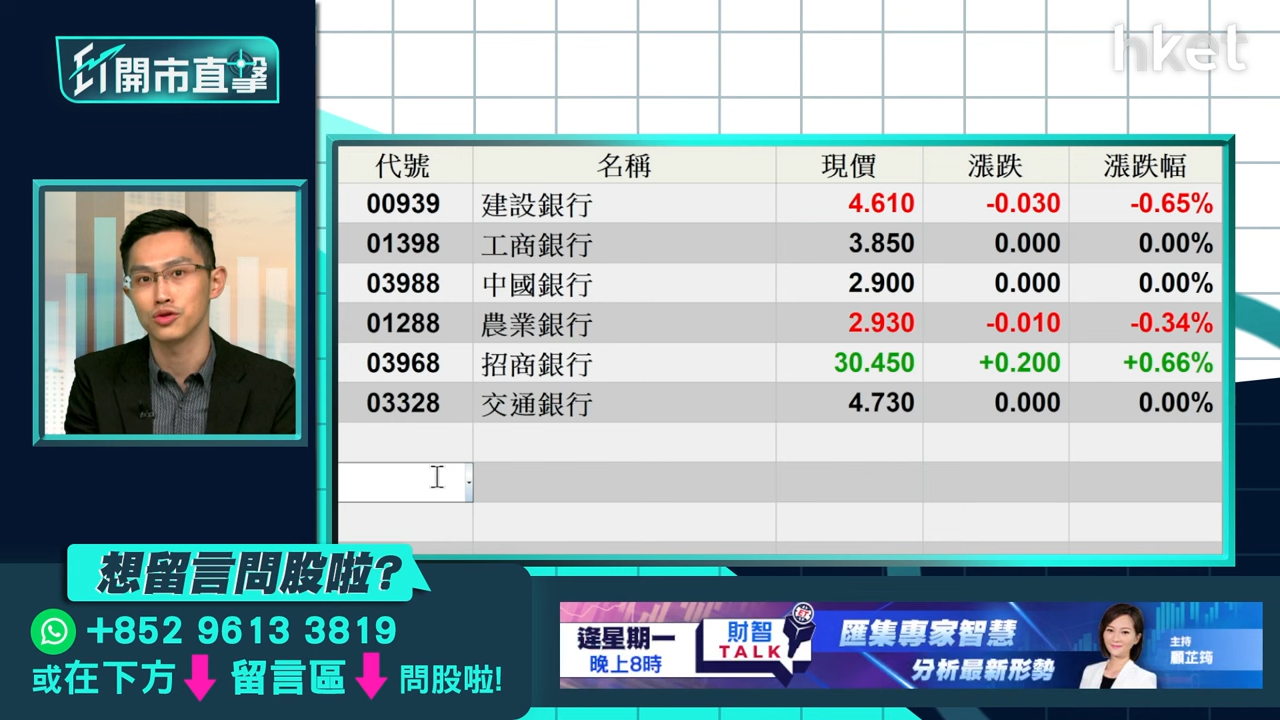 開市直擊
hket
代號 名稱 現價 漲跌 漲跌幅
00939 建設銀行 4.610 -0.030 -0.65%
01398 工商銀行 3.850 0.000 0.00%
03988 中國銀行 2.900 0.000 0.00%
01288 農業銀行 2.930 -0.010 -0.34%
03968 招商銀行 30.450 +0.200 +0.66%
03328 交通銀行 4.730 0.000 0.00%
想留言問股啦?
+852 9613 3819
或在下方 留言區 問股啦!
逢星期一
晚上8時
財智
TALK
匯集專家智慧
分析最新形勢
主持
顧芷筠